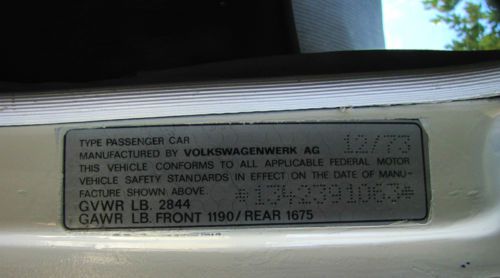 TYPE PASSENGER CAR 12/73
MANUFACTURED BY VOLKSWAGENWERK AG
THIS VEHICLE CONFORMS TO ALL APPLICABLE FEDERAL MOTOR
VEHICLE SAFETY STANDARDS IN EFFECT ON THE DATE OF MANU-
FACTURE SHOWN ABOVE. *1342391063*
GVWR LB. 2844
GAWR LB. FRONT 1190/REAR 1675